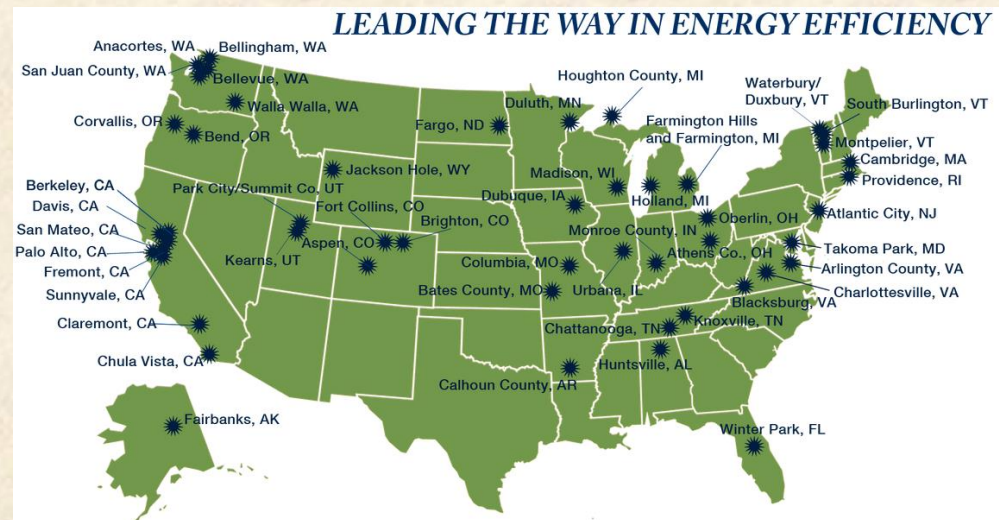 LEADING THE WAY IN ENERGY EFFICIENCY
Anacortes, WA
Bellingham, WA
San Juan County, WA
Bellevue, WA
Walla Walla, WA
Corvallis, OR
Bend, OR
Fargo, ND
Duluth, MN
Houghton County, MI
Farmington Hills
and Farmington, MI
Waterbury/
Duxbury, VT
South Burlington, VT
Montpelier, VT
Cambridge, MA
Providence, RI
Jackson Hole, WY
Madison, WI
Holland, MI
Berkeley, CA
Park City/Summit Co. UT
Dubuque, IA
Davis, CA
Fort Collins, CO
Brighton, CO
Oberlin, OH
Atlantic City, NJ
San Mateo, CA
Aspen, CO
Monroe County, IN
Athens Co., OH
Takoma Park, MD
Palo Alto, CA
Kearns, UT
Columbia, MO
Arlington County, VA
Fremont, CA
Bates County, MO
Urbana, IL
Charlottesville, VA
Sunnyvale, CA
Blacksburg, VA
Claremont, CA
Chattanooga, TN
Knoxville, TN
Chula Vista, CA
Huntsville, AL
Calhoun County, AR
Fairbanks, AK
Winter Park, FL